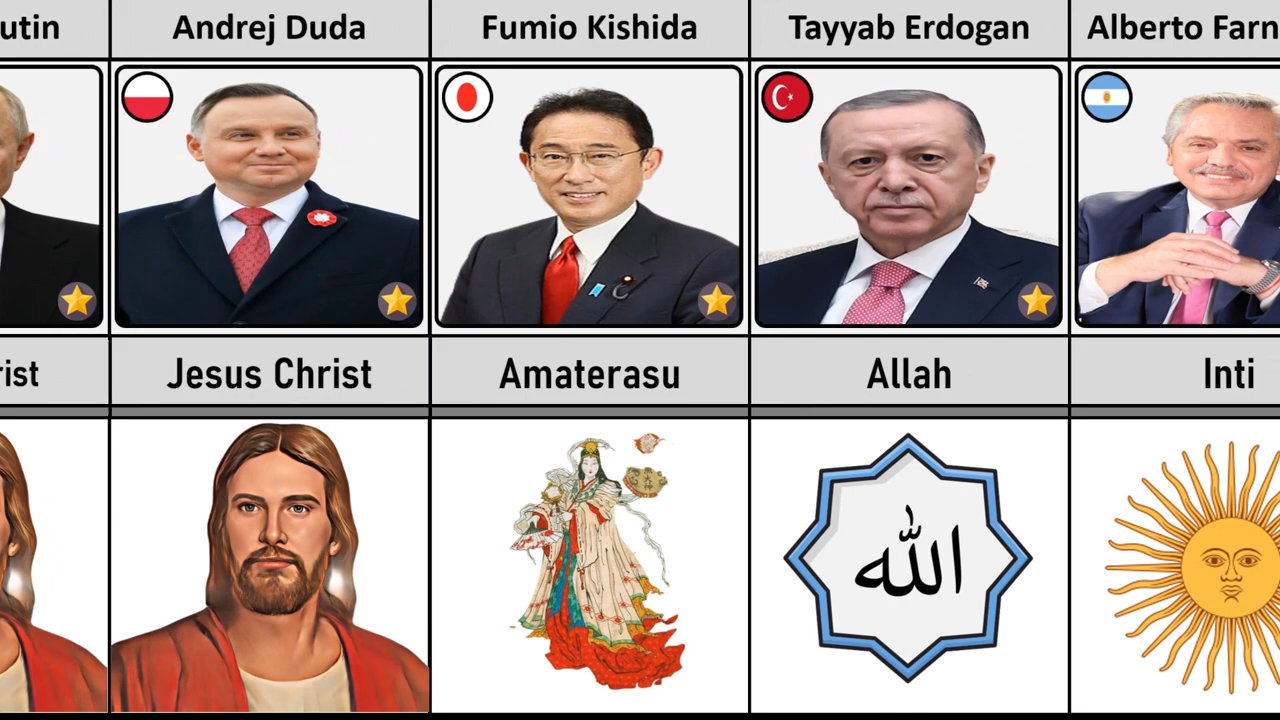 utin
Andrej Duda
Fumio Kishida
Tayyab Erdogan
Alberto Farn
rist
Jesus Christ
Amaterasu
Allah
Inti
الله